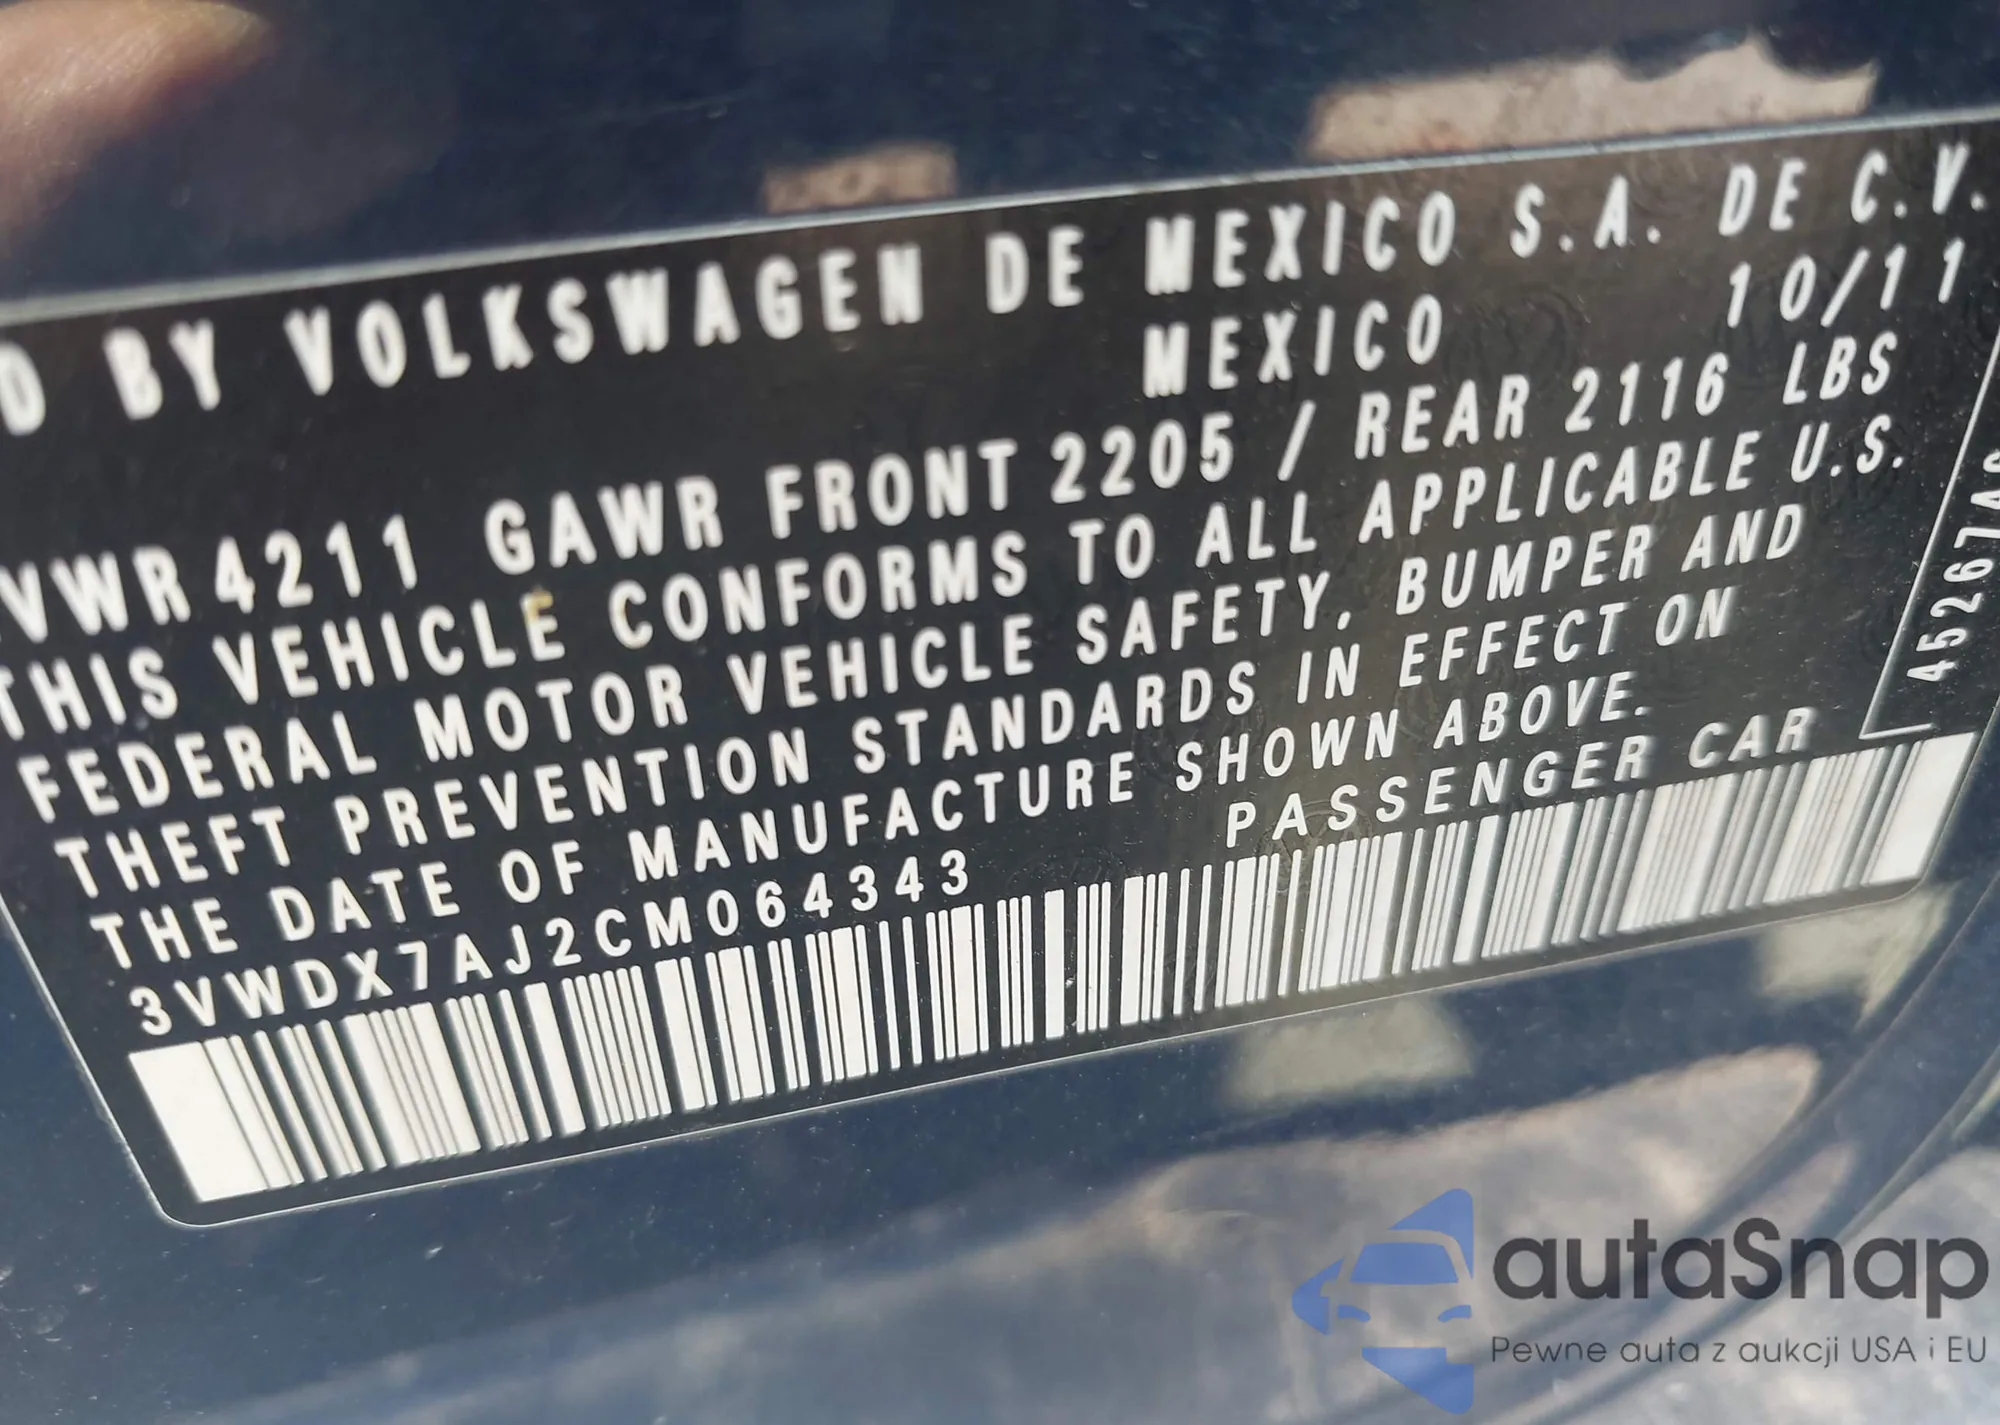 D BY VOLKSWAGEN DE MEXICO S.A. DE C.V.
MEXICO 10/11
VWR 4211 GAWR FRONT 2205 / REAR 2116 LBS
THIS VEHICLE CONFORMS TO ALL APPLICABLE U.S.
FEDERAL MOTOR VEHICLE SAFETY, BUMPER AND
THEFT PREVENTION STANDARDS IN EFFECT ON
THE DATE OF MANUFACTURE SHOWN ABOVE.
3VWDX7AJ2CM064343 PASSENGER CAR
45267A
autaSnap
Pewne auta z aukcji USA i EU